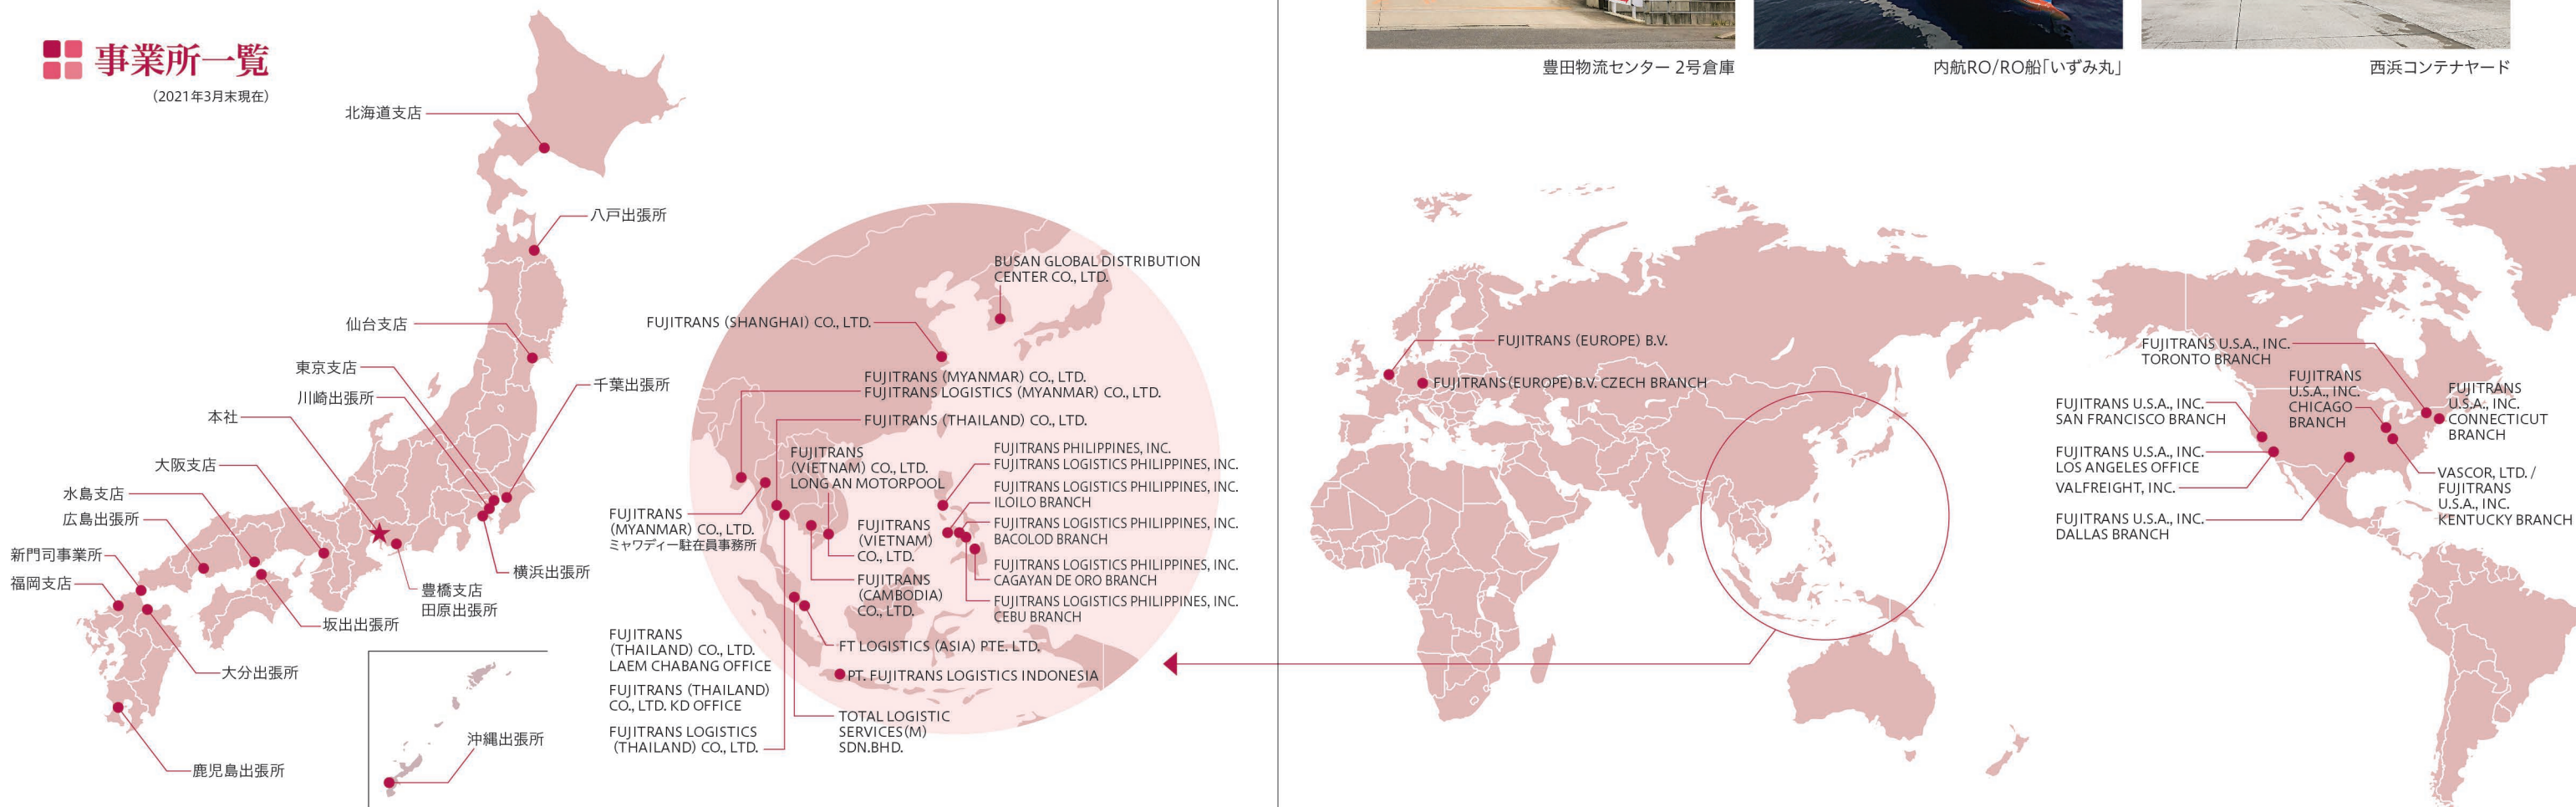 事業所一覧
(2021年3月末現在)
北海道支店
八戸出張所
仙台支店
東京支店
川崎出張所
千葉出張所
本社
大阪支店
水島支店
広島出張所
新門司事業所
福岡支店
横浜出張所
豊橋支店
田原出張所
坂出出張所
大分出張所
鹿児島出張所
沖縄出張所
BUSAN GLOBAL DISTRIBUTION
CENTER CO., LTD.
FUJITRANS (SHANGHAI) CO., LTD.
FUJITRANS (MYANMAR) CO., LTD.
FUJITRANS LOGISTICS (MYANMAR) CO., LTD.
FUJITRANS (THAILAND) CO., LTD.
FUJITRANS
(VIETNAM) CO., LTD.
LONG AN MOTORPOOL
FUJITRANS PHILIPPINES, INC.
FUJITRANS LOGISTICS PHILIPPINES, INC.
FUJITRANS LOGISTICS PHILIPPINES, INC.
ILOILO BRANCH
FUJITRANS LOGISTICS PHILIPPINES, INC.
BACOLOD BRANCH
FUJITRANS LOGISTICS PHILIPPINES, INC.
CAGAYAN DE ORO BRANCH
FUJITRANS LOGISTICS PHILIPPINES, INC.
CEBU BRANCH
FUJITRANS
(MYANMAR) CO., LTD.
ミャワディー駐在員事務所
FUJITRANS
(VIETNAM)
CO., LTD.
FUJITRANS
(CAMBODIA)
CO., LTD.
FUJITRANS
(THAILAND) CO., LTD.
LAEM CHABANG OFFICE
FUJITRANS (THAILAND)
CO., LTD. KD OFFICE
FUJITRANS LOGISTICS
(THAILAND) CO., LTD.
FT LOGISTICS (ASIA) PTE. LTD.
PT. FUJITRANS LOGISTICS INDONESIA
TOTAL LOGISTIC
SERVICES(M)
SDN.BHD.
豊田物流センター 2号倉庫
内航RO/RO船「いずみ丸」
西浜コンテナヤード
FUJITRANS (EUROPE) B.V.
FUJITRANS(EUROPE)B.V. CZECH BRANCH
FUJITRANS U.S.A., INC.
TORONTO BRANCH
FUJITRANS
U.S.A., INC.
CHICAGO
BRANCH
FUJITRANS
U.S.A., INC.
CONNECTICUT
BRANCH
FUJITRANS U.S.A., INC.
SAN FRANCISCO BRANCH
FUJITRANS U.S.A., INC.
LOS ANGELES OFFICE
VALFREIGHT, INC.
FUJITRANS U.S.A., INC.
DALLAS BRANCH
VASCOR, LTD. /
FUJITRANS
U.S.A., INC.
KENTUCKY BRANCH